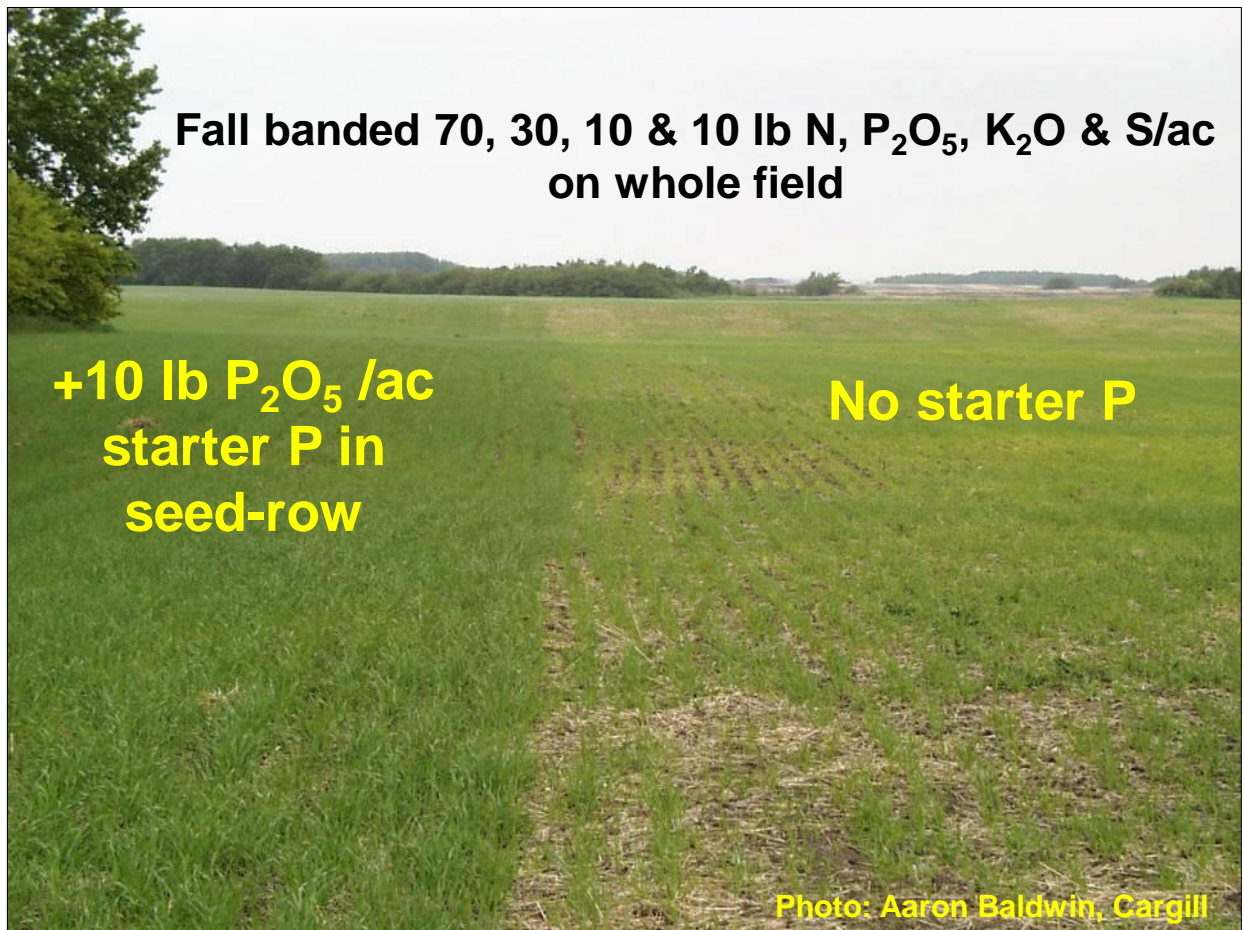 Fall banded 70, 30, 10 & 10 lb N, P₂O₅, K₂O & S/ac
on whole field
+10 lb P₂O₅ /ac
starter P in
seed-row
No starter P
Photo: Aaron Baldwin, Cargill